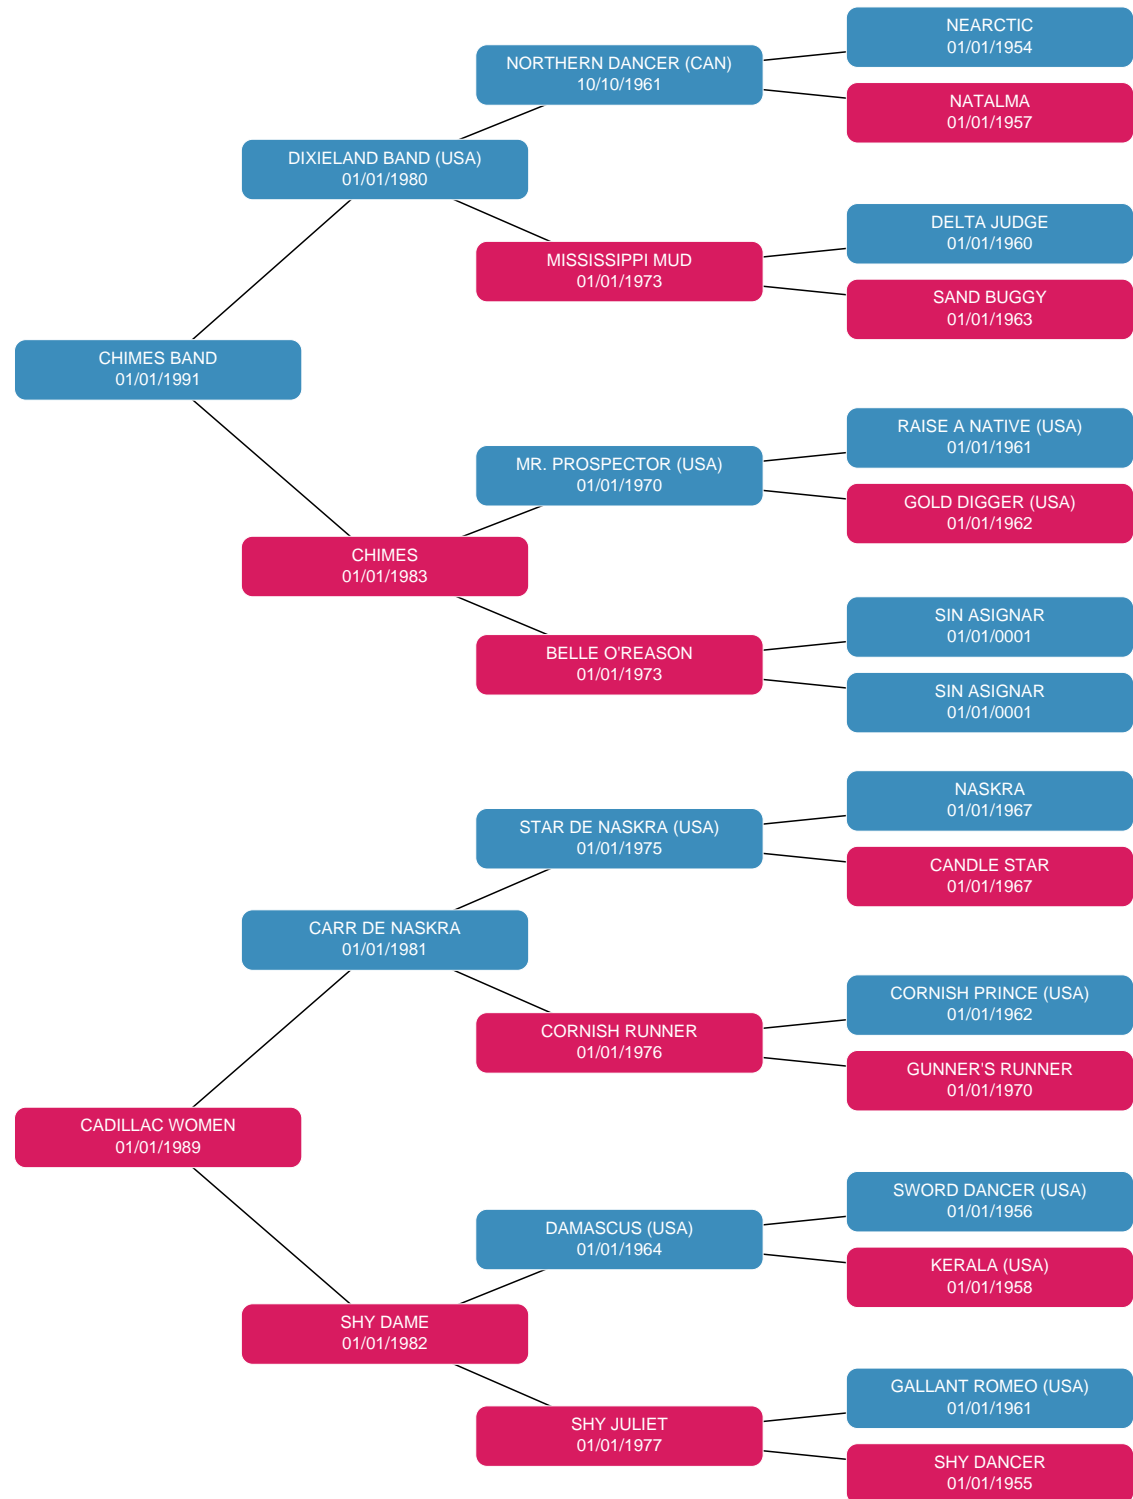 NEARCTIC
01/01/1954
NORTHERN DANCER (CAN)
10/10/1961
NATALMA
01/01/1957
DIXIELAND BAND (USA)
01/01/1980
DELTA JUDGE
01/01/1960
MISSISSIPPI MUD
01/01/1973
SAND BUGGY
01/01/1963
CHIMES BAND
01/01/1991
RAISE A NATIVE (USA)
01/01/1961
MR. PROSPECTOR (USA)
01/01/1970
GOLD DIGGER (USA)
01/01/1962
CHIMES
01/01/1983
SIN ASIGNAR
01/01/0001
BELLE O'REASON
01/01/1973
SIN ASIGNAR
01/01/0001
NASKRA
01/01/1967
STAR DE NASKRA (USA)
01/01/1975
CANDLE STAR
01/01/1967
CARR DE NASKRA
01/01/1981
CORNISH PRINCE (USA)
01/01/1962
CORNISH RUNNER
01/01/1976
GUNNER'S RUNNER
01/01/1970
CADILLAC WOMEN
01/01/1989
SWORD DANCER (USA)
01/01/1956
DAMASCUS (USA)
01/01/1964
KERALA (USA)
01/01/1958
SHY DAME
01/01/1982
GALLANT ROMEO (USA)
01/01/1961
SHY JULIET
01/01/1977
SHY DANCER
01/01/1955